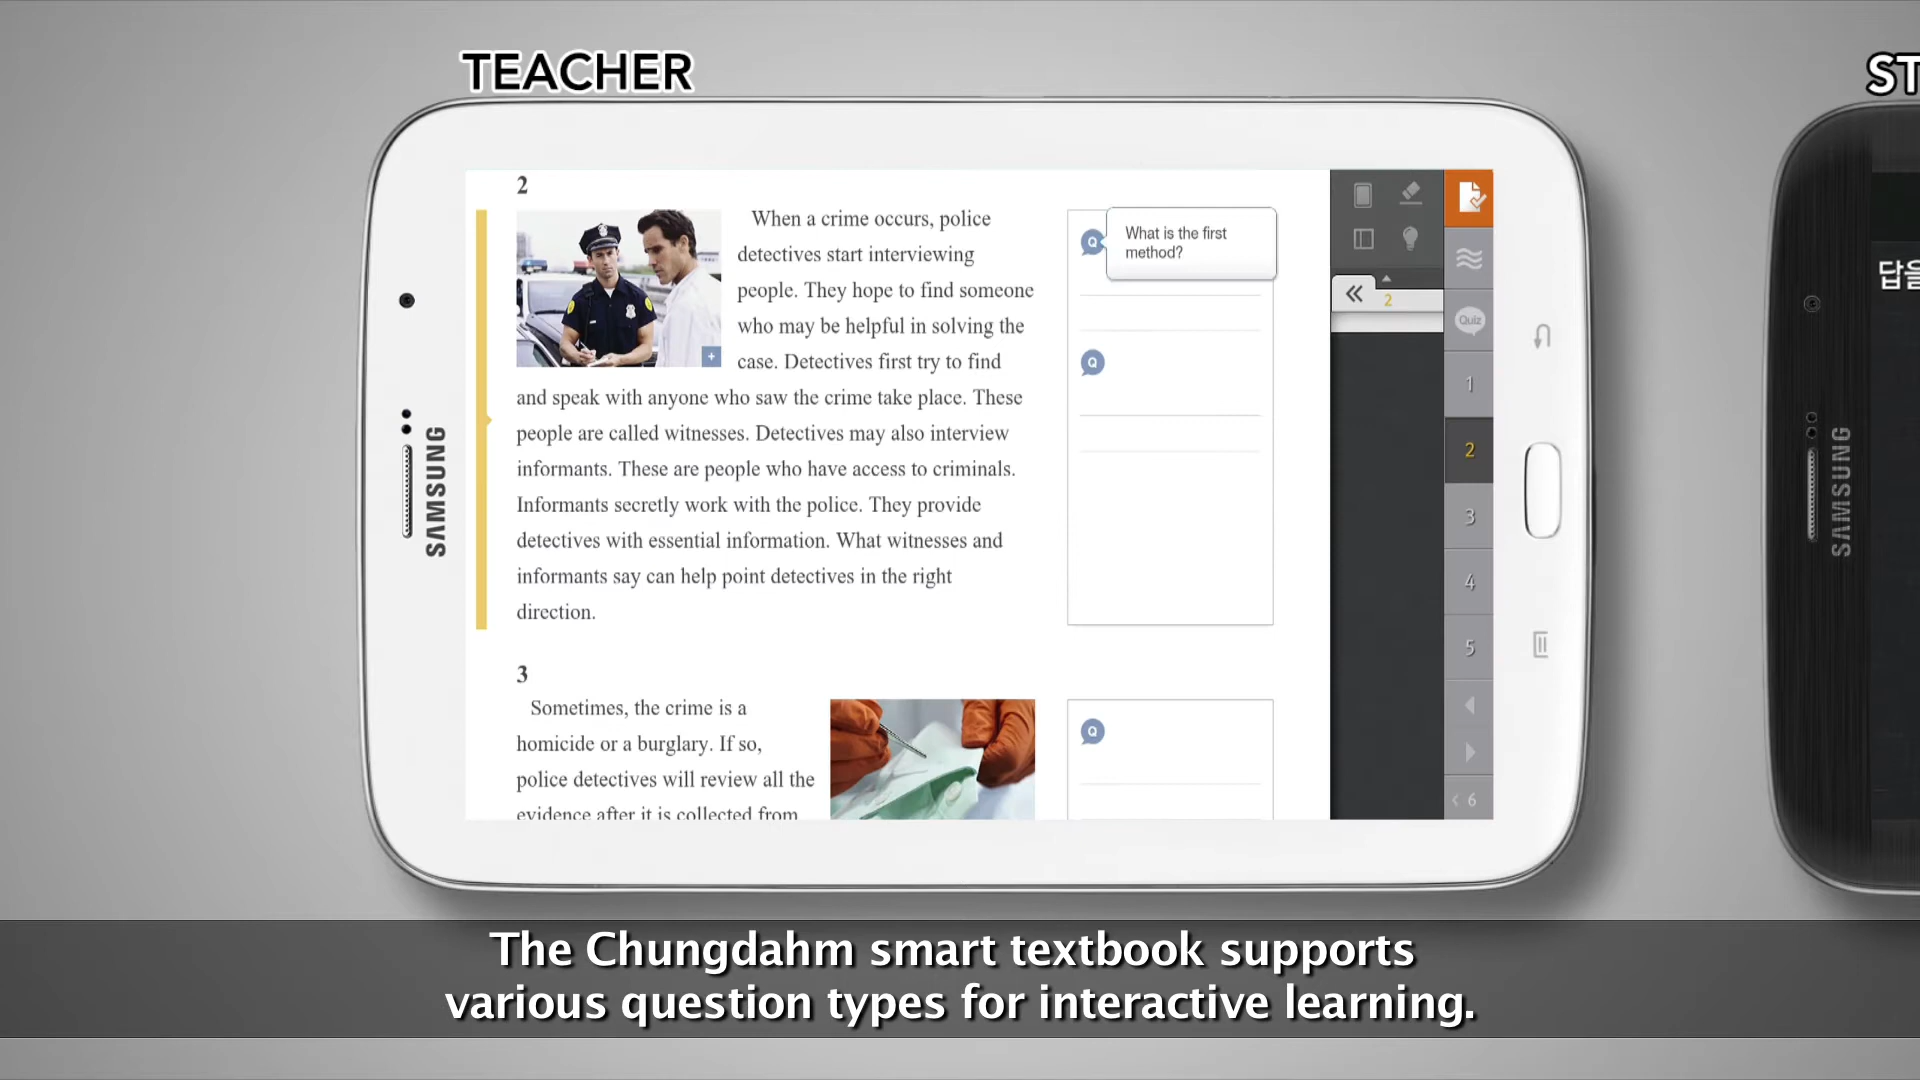 TEACHER
2
When a crime occurs, police
detectives start interviewing
people. They hope to find someone
who may be helpful in solving the
case. Detectives first try to find
and speak with anyone who saw the crime take place. These
people are called witnesses. Detectives may also interview
informants. These are people who have access to criminals.
Informants secretly work with the police. They provide
detectives with essential information. What witnesses and
informants say can help point detectives in the right
direction.
Q
What is the first
method?
Q
3
Sometimes, the crime is a
homicide or a burglary. If so,
police detectives will review all the
evidence after it is collected from
Q
2
Quiz
1
2
3
4
5
< 6
SAMSUNG
ST
답을
SAMSUNG
The Chungdahm smart textbook supports
various question types for interactive learning.